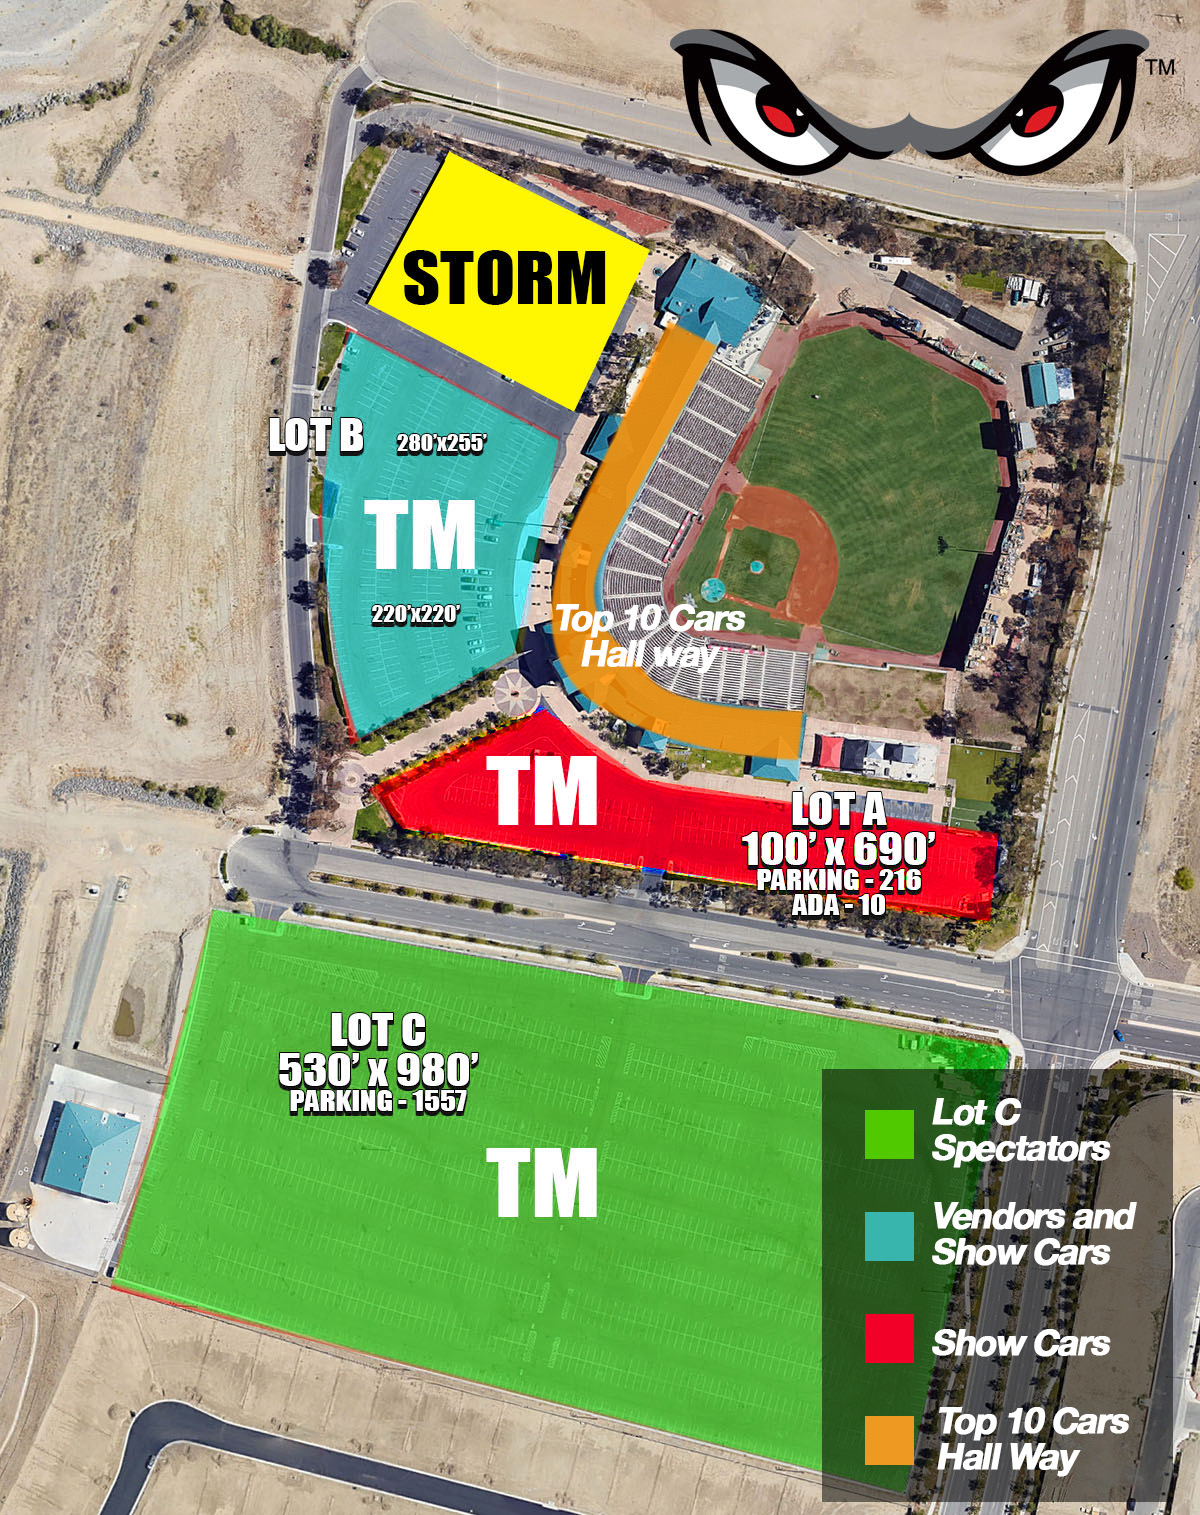 TM
STORM
LOT B
280'x255'
TM
220'x220'
Top 10 Cars
Hall way
TM
LOT A
100' x 690'
PARKING - 216
ADA - 10
LOT C
530' x 980'
PARKING - 1557
TM
Lot C
Spectators
Vendors and
Show Cars
Show Cars
Top 10 Cars
Hall Way